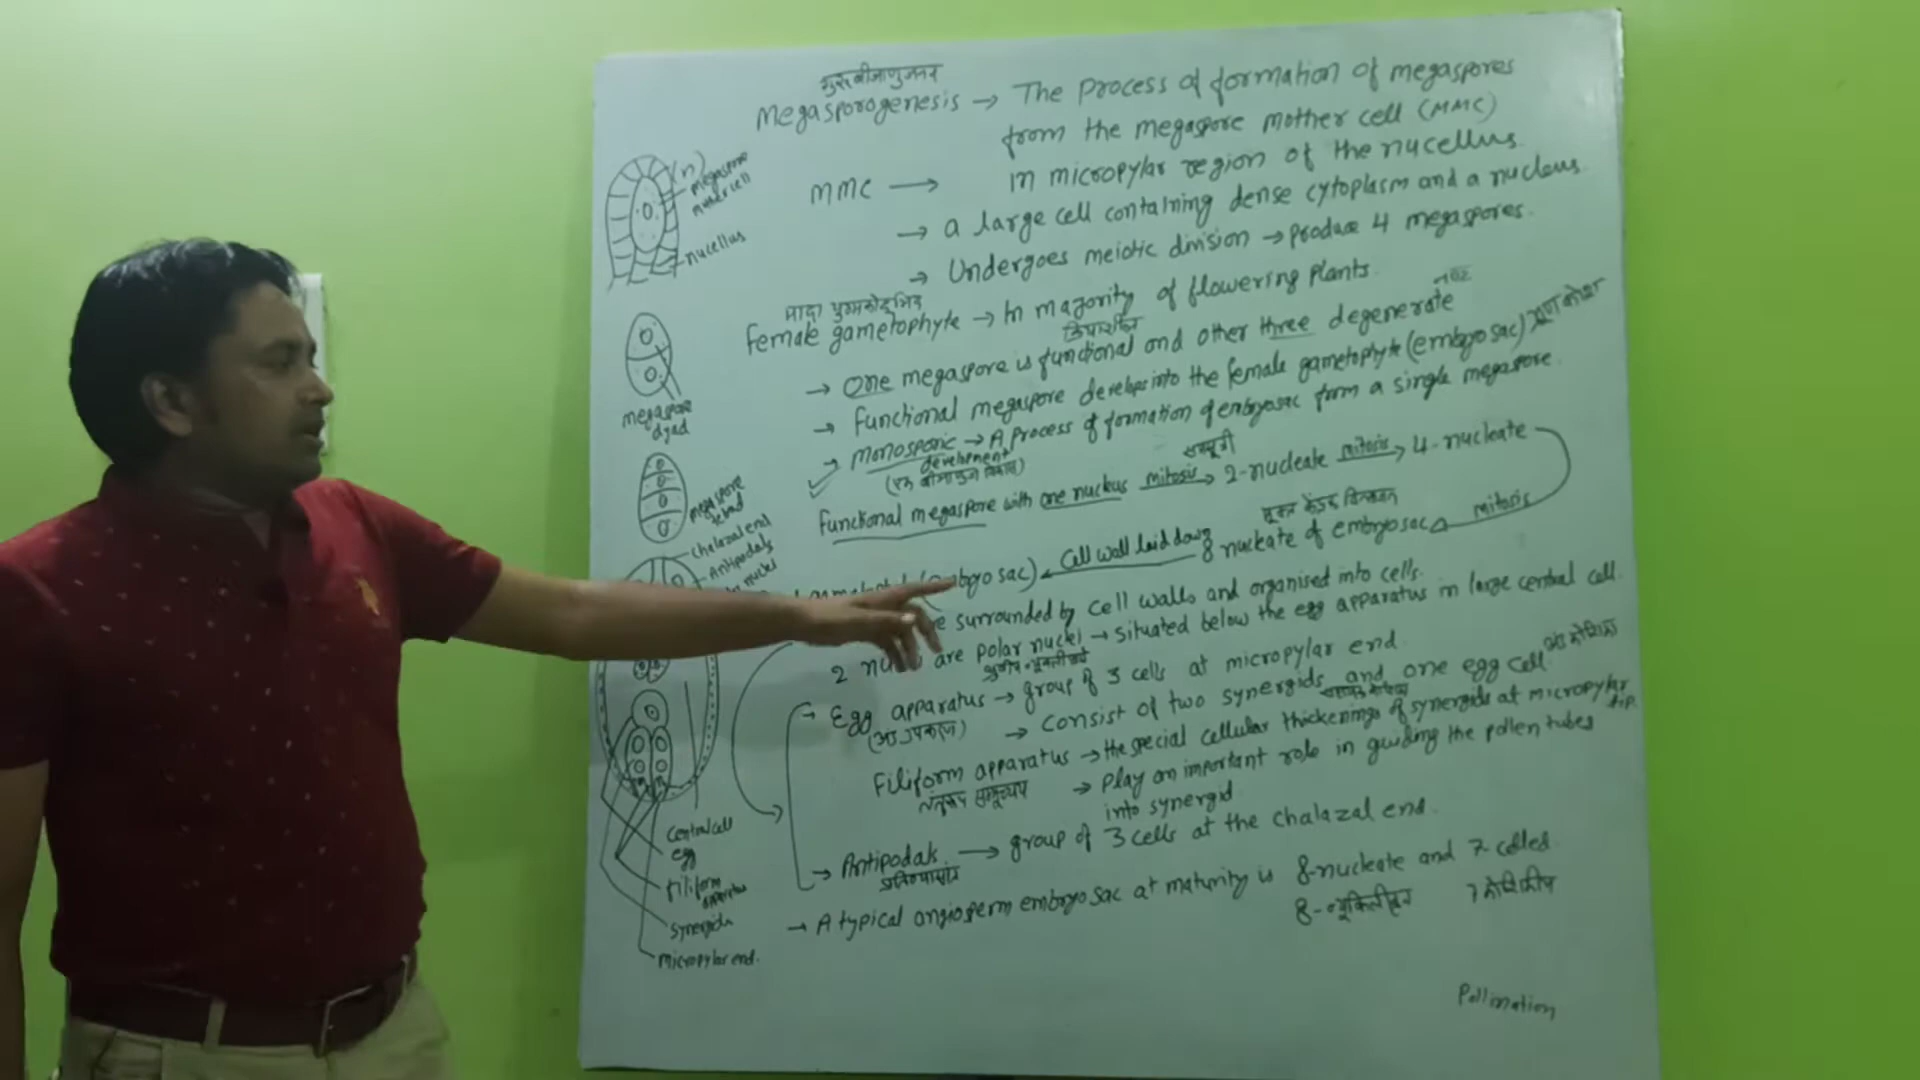 गुरुबीजाणुजनन
Megasporogenesis → The Process of formation of megaspores
from the megaspore mother cell (MMC)
MMC → In micropylar region of the nucellus.
→ a large cell containing dense cytoplasm and a nucleus.
→ Undergoes meiotic division → produce 4 megaspores.
मादा युग्मकोद्भिद
Female gametophyte → In majority of flowering plants.
→ One megaspore is functional and other three degenerate
→ functional megaspore develops into the female gametophyte (embryo sac) भ्रूण कोश
→ monosporic → A process of formation of embryosac from a single megaspore.
development
functional megaspore with one nucleus mitosis → 2-nucleate mitosis → 4-nucleate
mitosis
8 nucleate of embryosac
Cell wall laid down
sac)
surrounded by cell walls and organised into cells.
2 are polar nuclei → situated below the egg apparatus in large central cell.
→ Egg apparatus → group of 3 cells at micropylar end.
→ consist of two synergids and one egg cell
Filiform apparatus → the special cellular thickenings of synergids at micropylar tip.
→ play an important role in guiding the pollen tubes
into synergid
→ Antipodals → group of 3 cells at the chalazal end.
→ A typical angiosperm embryo sac at maturity is 8-nucleate and 7 celled.
Pollination
(n)
megaspore
mother cell
nucellus
megaspore
dyad
megaspore
tetrad
chalazal end
Antipodals
nuclei
central cell
egg
filiform
apparatus
synergids
micropylar end.